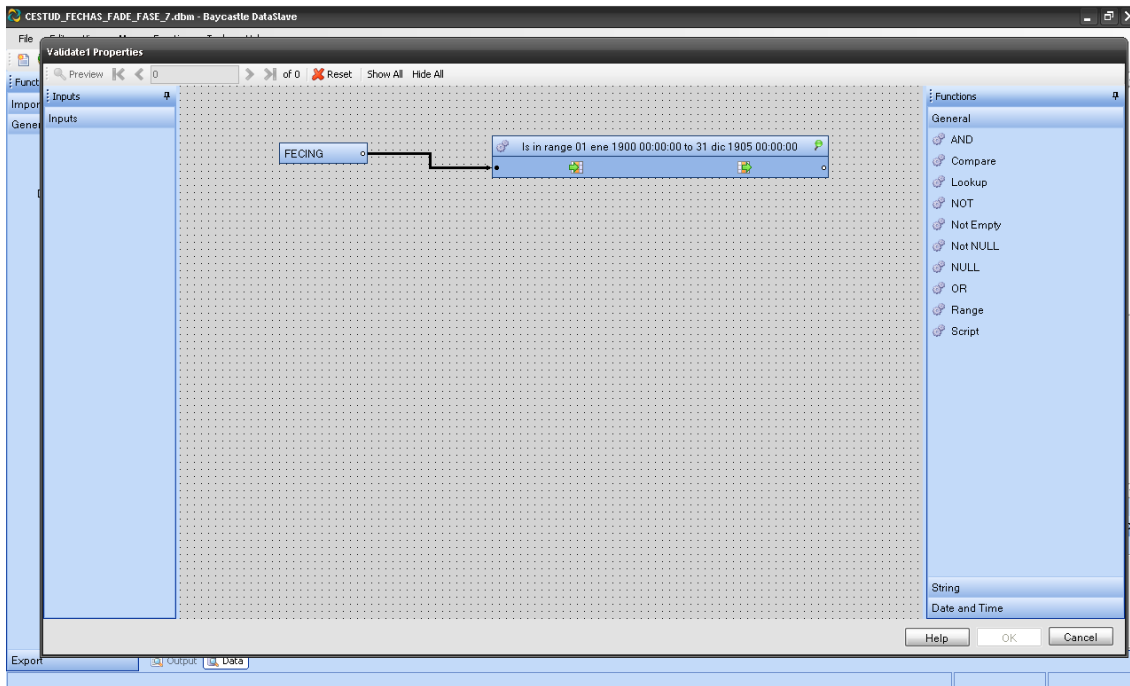 CESTUD_FECHAS_FADE_FASE_7.dbm - Baycastle DataSlave
File
Validate1 Properties
Preview 0 of 0 Reset Show All Hide All
Funct
Inputs
Functions
Impor
Inputs
General
Gener
FECING
Is in range 01 ene 1900 00:00:00 to 31 dic 1905 00:00:00
AND
Compare
Lookup
NOT
Not Empty
Not NULL
NULL
OR
Range
Script
String
Date and Time
Help OK Cancel
Export
Output Data